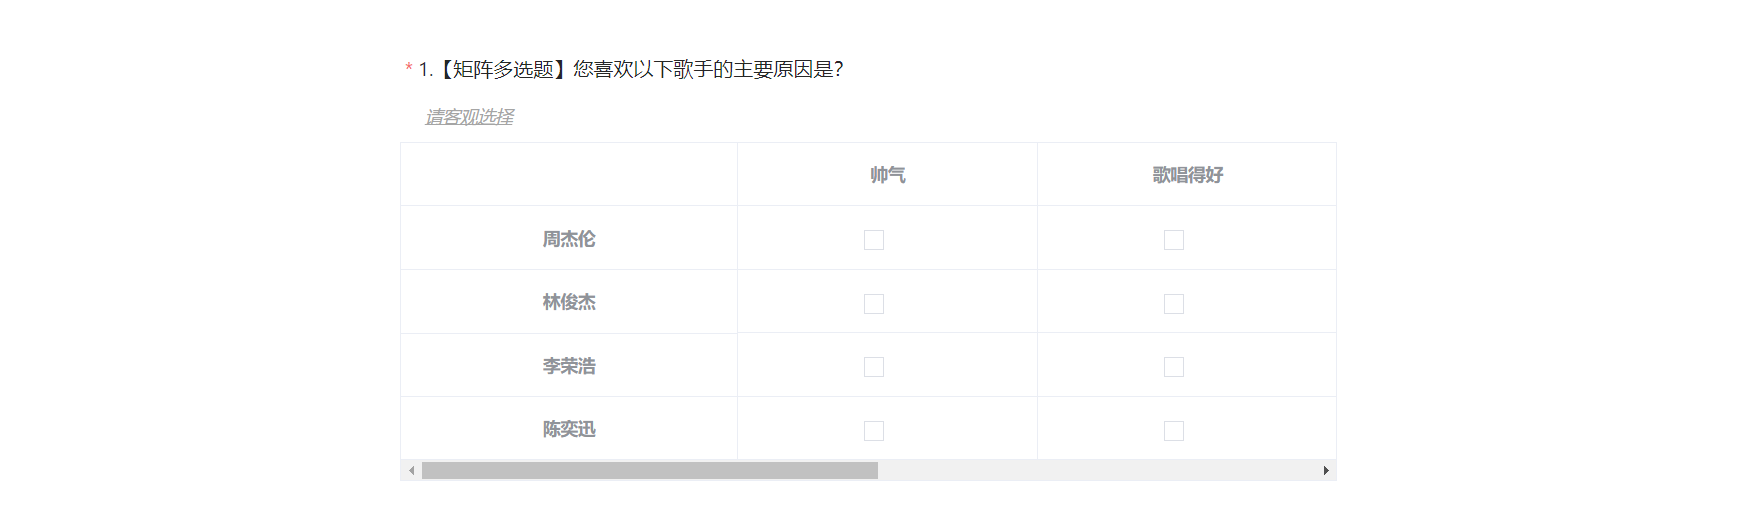 * 1.【矩阵多选题】您喜欢以下歌手的主要原因是?
请客观选择
帅气 歌唱得好
周杰伦
林俊杰
李荣浩
陈奕迅